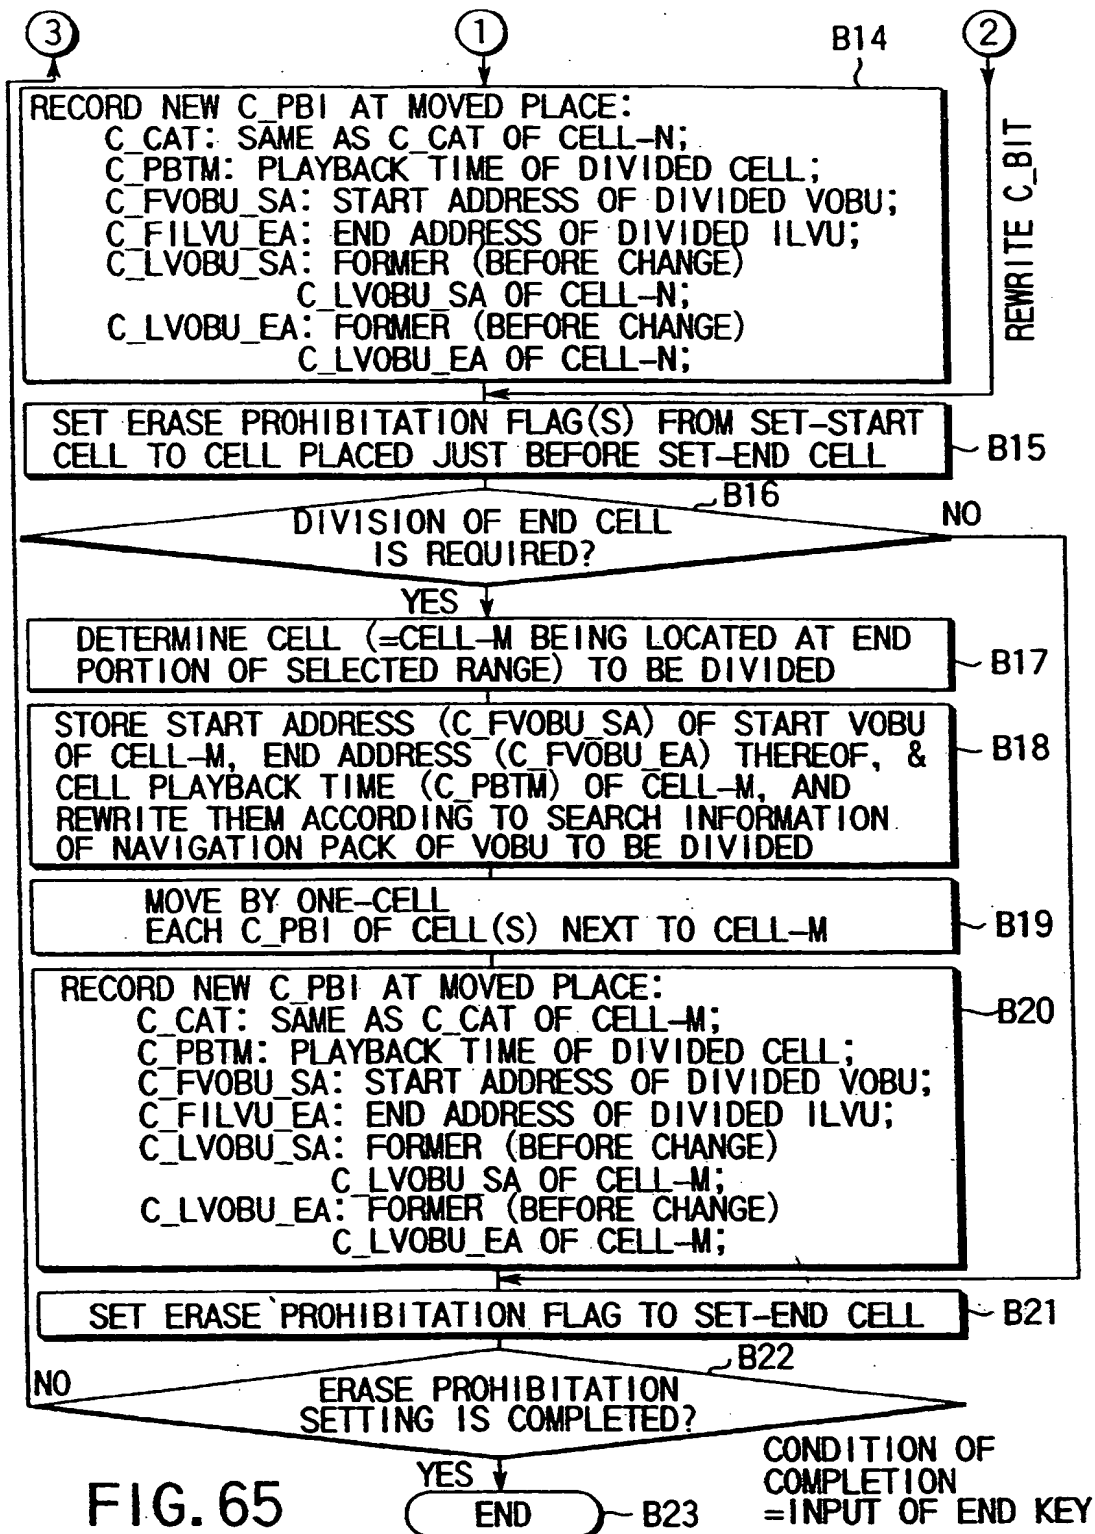 3
1
2
B14
RECORD NEW C_PBI AT MOVED PLACE:
C_CAT: SAME AS C_CAT OF CELL-N;
C_PBTM: PLAYBACK TIME OF DIVIDED CELL;
C_FVOBU_SA: START ADDRESS OF DIVIDED VOBU;
C_FILVU_EA: END ADDRESS OF DIVIDED ILVU;
C_LVOBU_SA: FORMER (BEFORE CHANGE)
C_LVOBU_SA OF CELL-N;
C_LVOBU_EA: FORMER (BEFORE CHANGE)
C_LVOBU_EA OF CELL-N;
REWRITE C_BIT
SET ERASE PROHIBITATION FLAG(S) FROM SET-START
CELL TO CELL PLACED JUST BEFORE SET-END CELL
B15
B16
DIVISION OF END CELL
IS REQUIRED?
NO
YES
DETERMINE CELL (=CELL-M BEING LOCATED AT END
PORTION OF SELECTED RANGE) TO BE DIVIDED
B17
STORE START ADDRESS (C_FVOBU_SA) OF START VOBU
OF CELL-M, END ADDRESS (C_FVOBU_EA) THEREOF, &
CELL PLAYBACK TIME (C_PBTM) OF CELL-M, AND
REWRITE THEM ACCORDING TO SEARCH INFORMATION
OF NAVIGATION PACK OF VOBU TO BE DIVIDED
B18
MOVE BY ONE-CELL
EACH C_PBI OF CELL(S) NEXT TO CELL-M
B19
RECORD NEW C_PBI AT MOVED PLACE:
C_CAT: SAME AS C_CAT OF CELL-M;
C_PBTM: PLAYBACK TIME OF DIVIDED CELL;
C_FVOBU_SA: START ADDRESS OF DIVIDED VOBU;
C_FILVU_EA: END ADDRESS OF DIVIDED ILVU;
C_LVOBU_SA: FORMER (BEFORE CHANGE)
C_LVOBU_SA OF CELL-M;
C_LVOBU_EA: FORMER (BEFORE CHANGE)
C_LVOBU_EA OF CELL-M;
B20
SET ERASE PROHIBITATION FLAG TO SET-END CELL
B21
B22
NO
ERASE PROHIBITATION
SETTING IS COMPLETED?
YES
CONDITION OF
COMPLETION
=INPUT OF END KEY
END
B23
FIG. 65